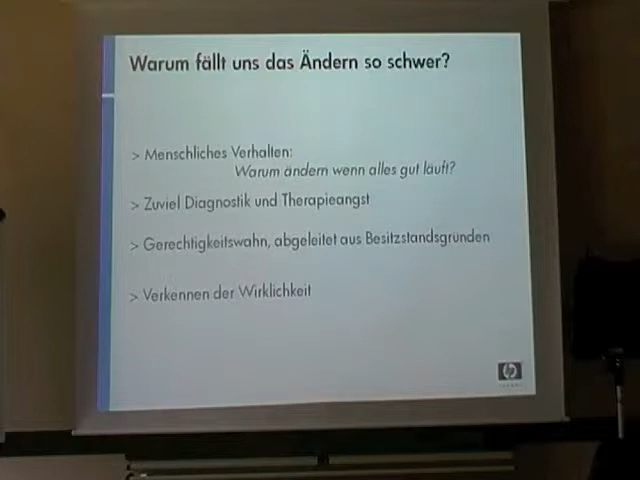 Warum fällt uns das Ändern so schwer?
> Menschliches Verhalten:
Warum ändern wenn alles gut läuft?
> Zuviel Diagnostik und Therapieangst
> Gerechtigkeitswahn, abgeleitet aus Besitzstandsgründen
> Verkennen der Wirklichkeit
hp